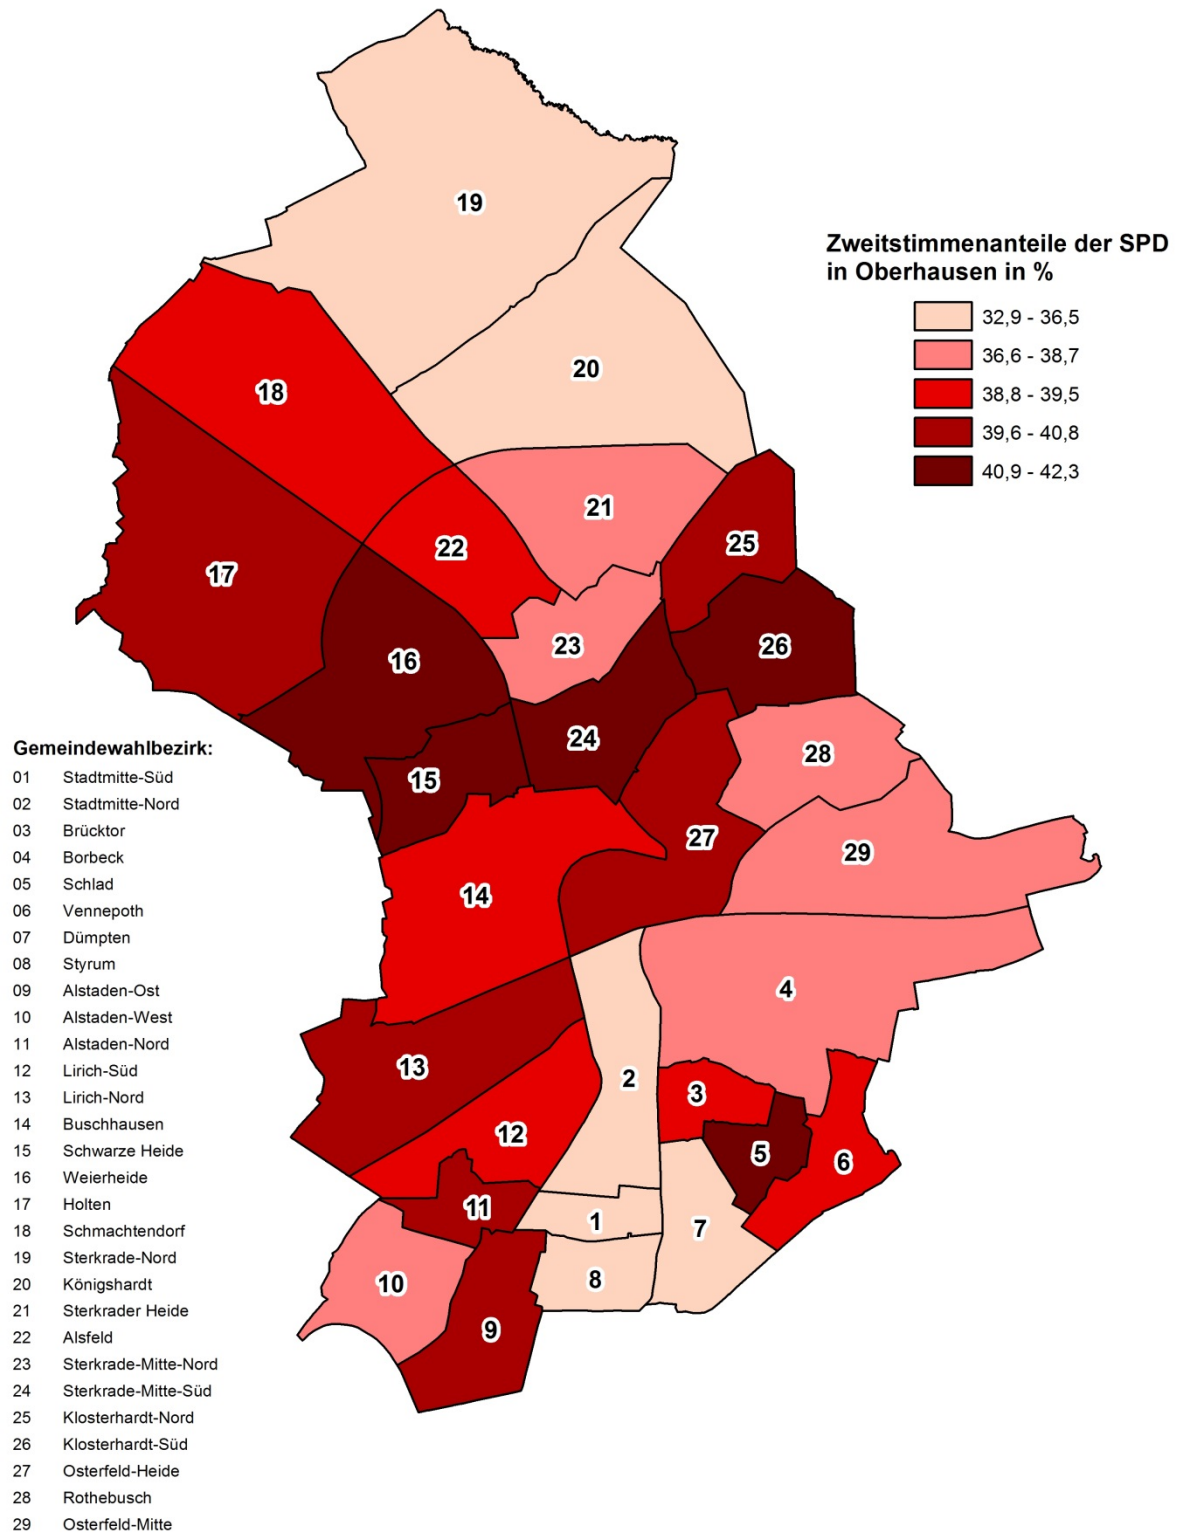 19
Zweitstimmenanteile der SPD
in Oberhausen in %
32,9 - 36,5
36,6 - 38,7
38,8 - 39,5
39,6 - 40,8
40,9 - 42,3
20
18
21
25
22
17
23
26
16
24
28
15
27
29
14
4
13
2
3
12
5
6
11
1
7
10
8
9
Gemeindewahlbezirk:
01 Stadtmitte-Süd
02 Stadtmitte-Nord
03 Brücktor
04 Borbeck
05 Schlad
06 Vennepoth
07 Dümpten
08 Styrum
09 Alstaden-Ost
10 Alstaden-West
11 Alstaden-Nord
12 Lirich-Süd
13 Lirich-Nord
14 Buschhausen
15 Schwarze Heide
16 Weierheide
17 Holten
18 Schmachtendorf
19 Sterkrade-Nord
20 Königshardt
21 Sterkrader Heide
22 Alsfeld
23 Sterkrade-Mitte-Nord
24 Sterkrade-Mitte-Süd
25 Klosterhardt-Nord
26 Klosterhardt-Süd
27 Osterfeld-Heide
28 Rothebusch
29 Osterfeld-Mitte